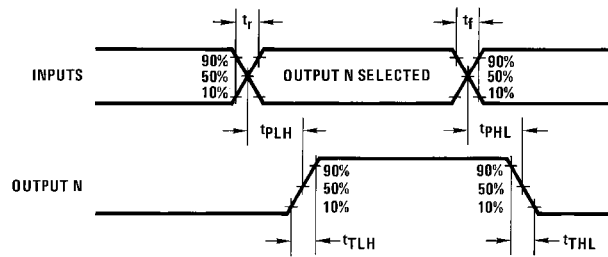 tr tf
90% 90%
INPUTS 50% OUTPUT N SELECTED 50%
10% 10%
tPLH tPHL
90% 90%
OUTPUT N 50% 50%
10% 10%
tTLH tTHL